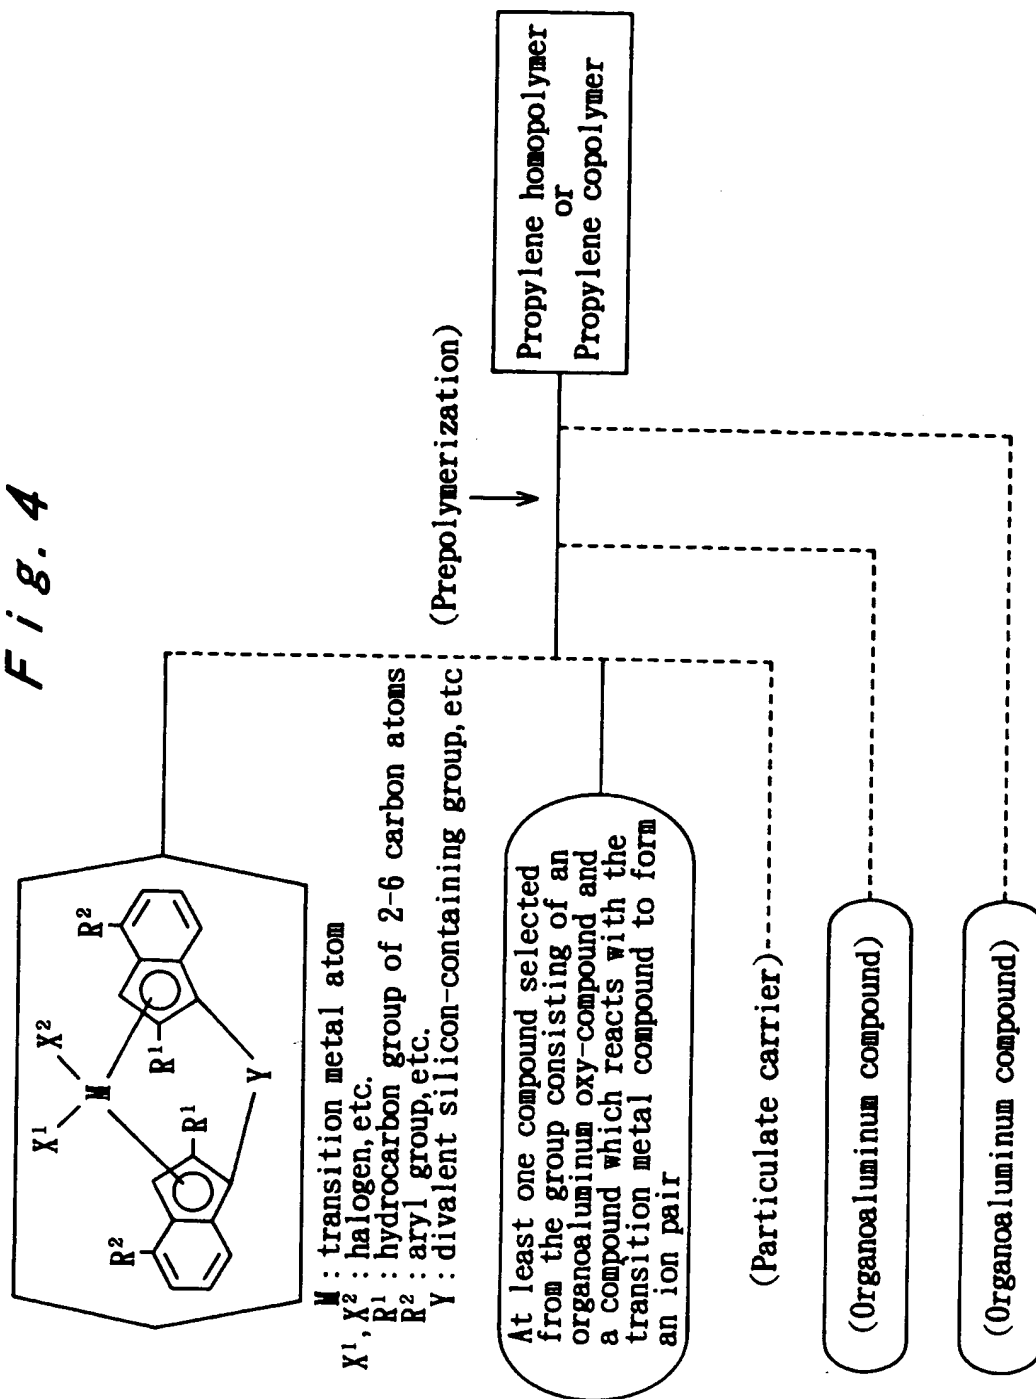 Fig. 4
X¹ X²
M
R² R¹ R¹ R²
Y
M : transition metal atom
X¹, X² : halogen, etc.
R¹ : hydrocarbon group of 2-6 carbon atoms
R² : aryl group, etc.
Y : divalent silicon-containing group, etc
(Prepolymerization)
At least one compound selected
from the group consisting of an
organoaluminum oxy-compound and
a compound which reacts with the
transition metal compound to form
an ion pair
Propylene homopolymer
or
Propylene copolymer
(Particulate carrier)
(Organoaluminum compound)
(Organoaluminum compound)